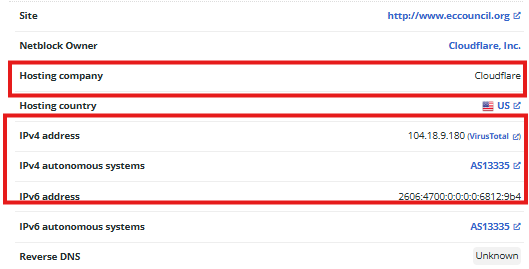 Site http://www.eccouncil.org
Netblock Owner Cloudflare, Inc.
Hosting company Cloudflare
Hosting country US
IPv4 address 104.18.9.180 (VirusTotal)
IPv4 autonomous systems AS13335
IPv6 address 2606:4700:0:0:0:0:6812:9b4
IPv6 autonomous systems AS13335
Reverse DNS Unknown